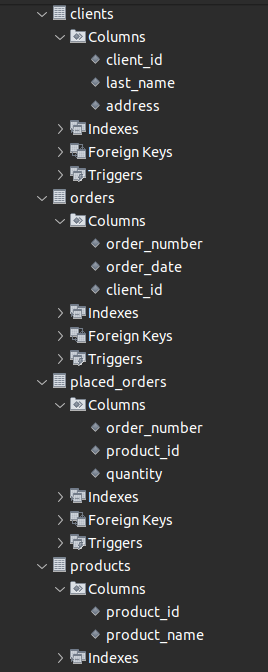 clients
Columns
client_id
last_name
address
Indexes
Foreign Keys
Triggers
orders
Columns
order_number
order_date
client_id
Indexes
Foreign Keys
Triggers
placed_orders
Columns
order_number
product_id
quantity
Indexes
Foreign Keys
Triggers
products
Columns
product_id
product_name
Indexes